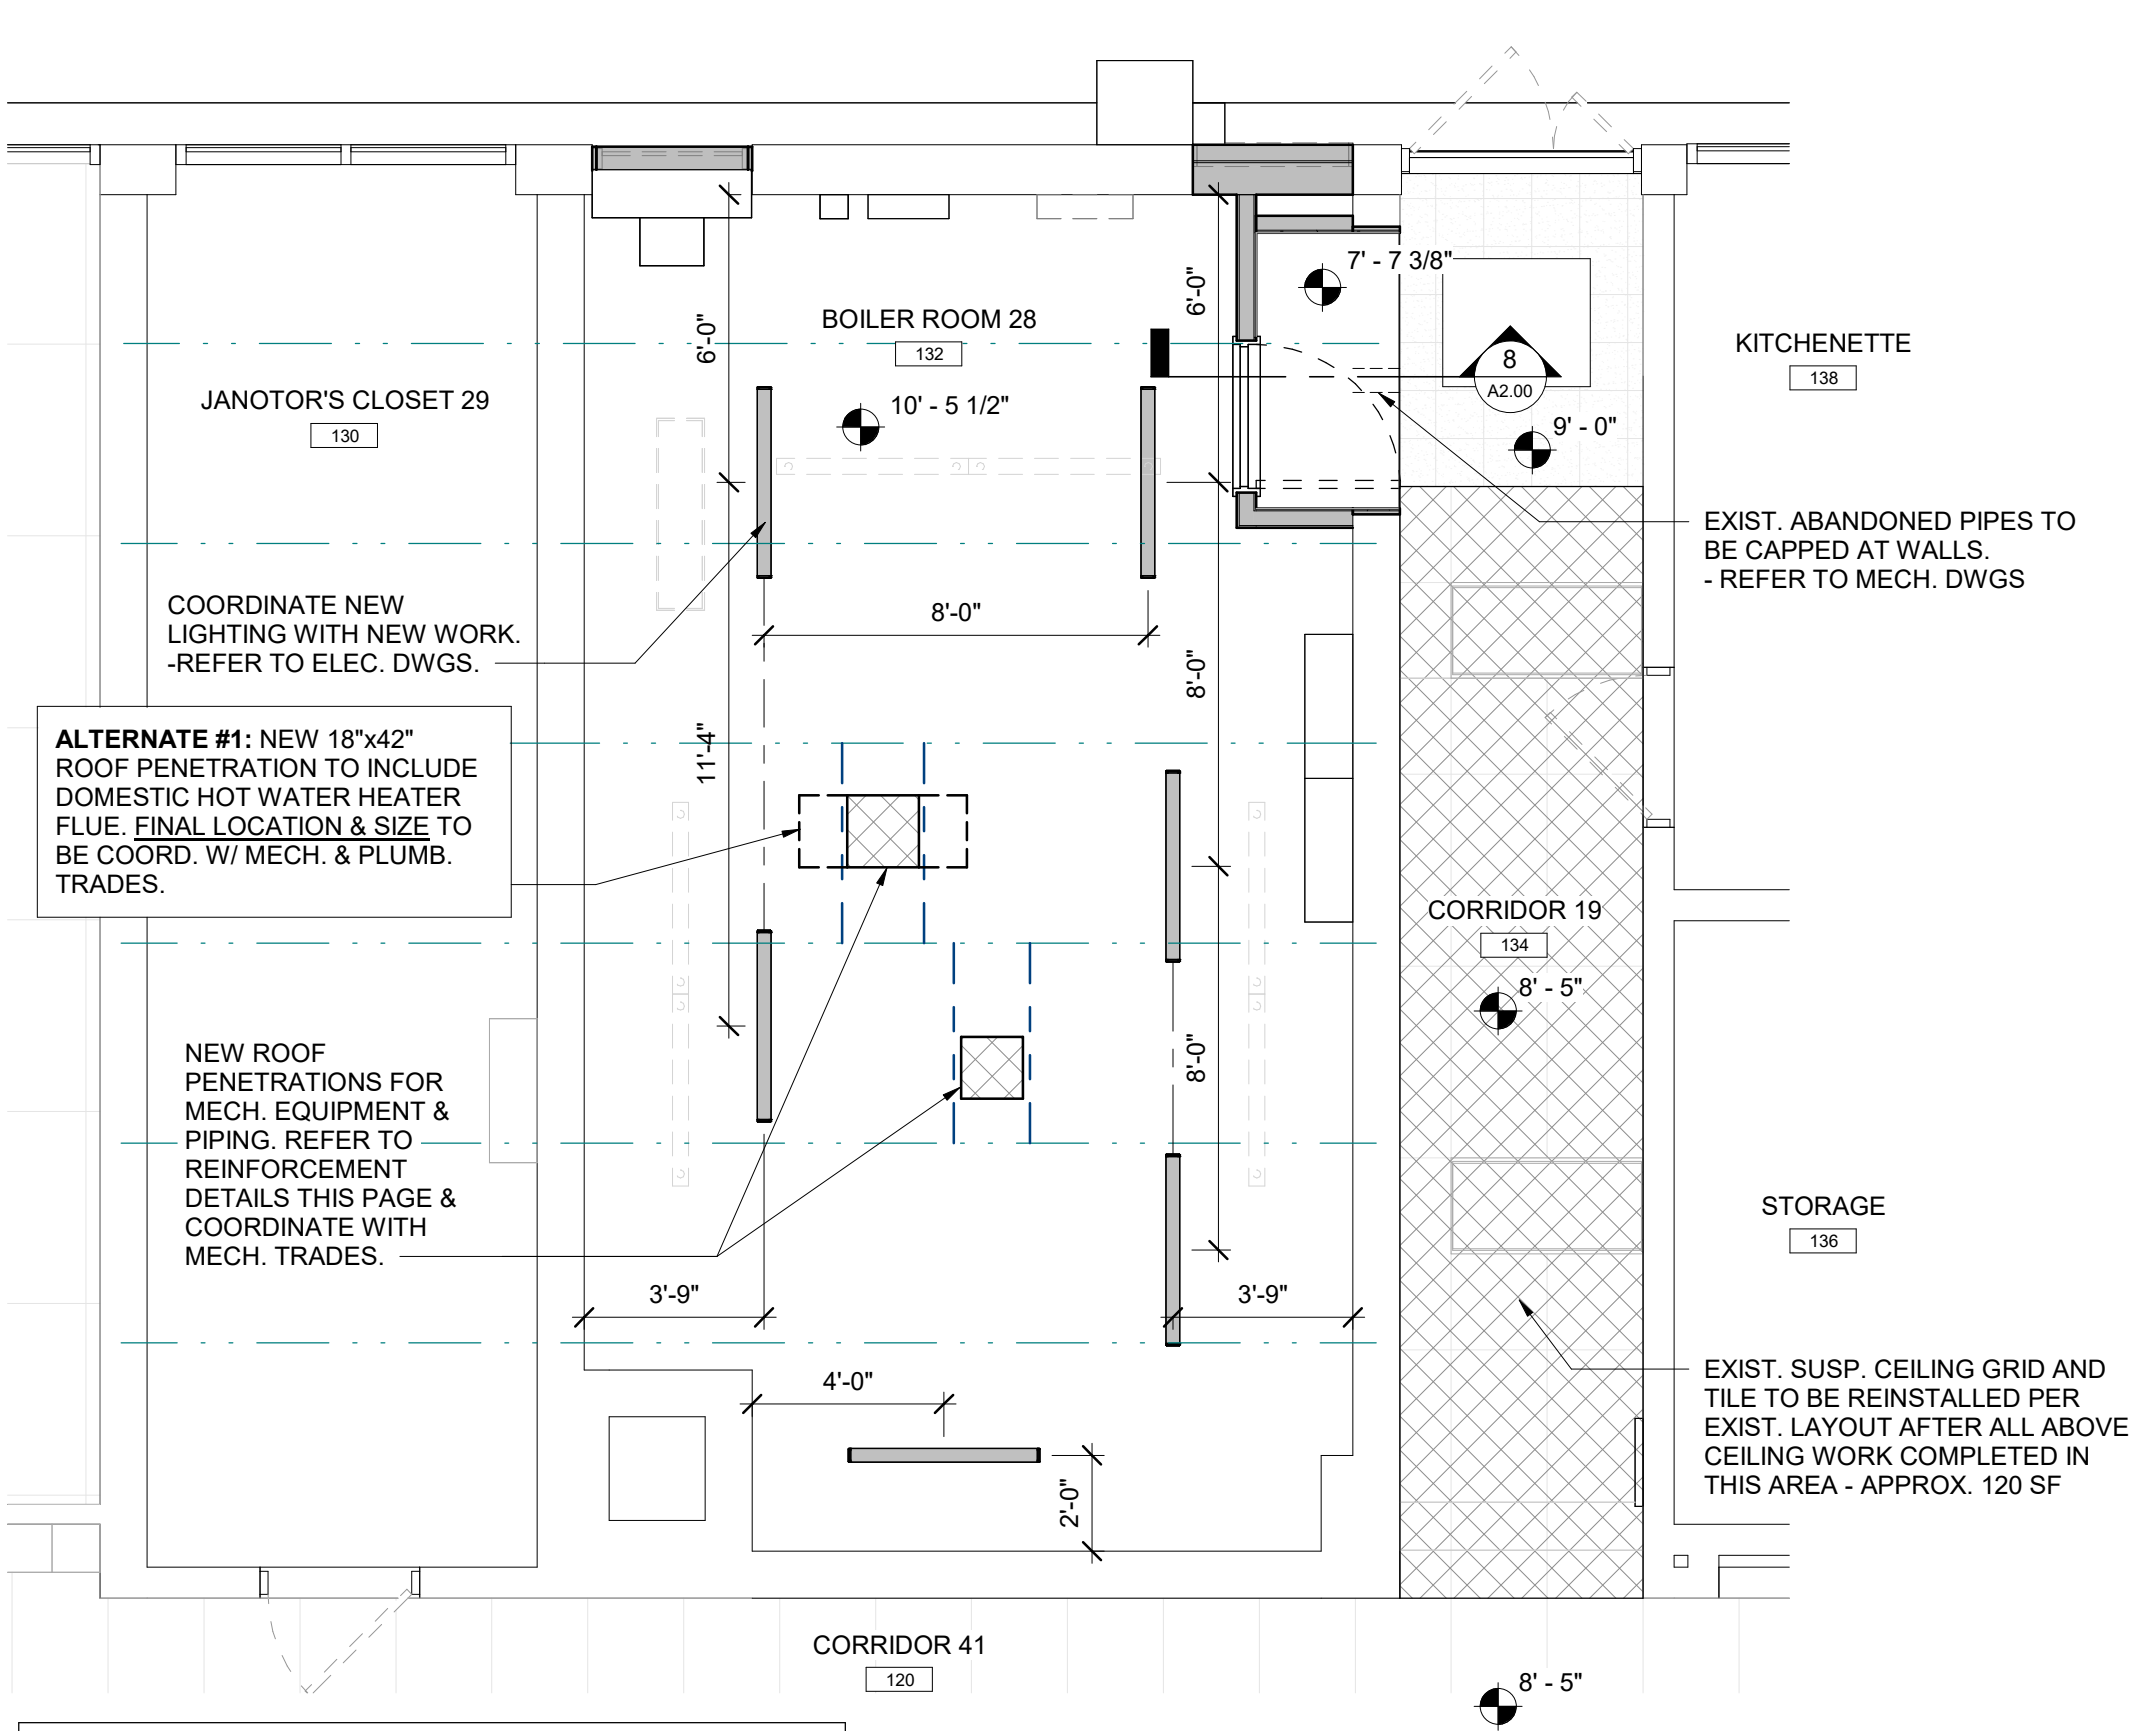 7' - 7 3/8"
6'-0"
6'-0"
BOILER ROOM 28
132
10' - 5 1/2"
JANOTOR'S CLOSET 29
130
8
A2.00
9' - 0"
KITCHENETTE
138
EXIST. ABANDONED PIPES TO
BE CAPPED AT WALLS.
- REFER TO MECH. DWGS
COORDINATE NEW
LIGHTING WITH NEW WORK.
-REFER TO ELEC. DWGS.
8'-0"
8'-0"
11'-4"
ALTERNATE #1: NEW 18"x42"
ROOF PENETRATION TO INCLUDE
DOMESTIC HOT WATER HEATER
FLUE. FINAL LOCATION & SIZE TO
BE COORD. W/ MECH. & PLUMB.
TRADES.
CORRIDOR 19
134
8' - 5"
8'-0"
NEW ROOF
PENETRATIONS FOR
MECH. EQUIPMENT &
PIPING. REFER TO
REINFORCEMENT
DETAILS THIS PAGE &
COORDINATE WITH
MECH. TRADES.
STORAGE
136
3'-9"
3'-9"
4'-0"
2'-0"
EXIST. SUSP. CEILING GRID AND
TILE TO BE REINSTALLED PER
EXIST. LAYOUT AFTER ALL ABOVE
CEILING WORK COMPLETED IN
THIS AREA - APPROX. 120 SF
CORRIDOR 41
120
8' - 5"